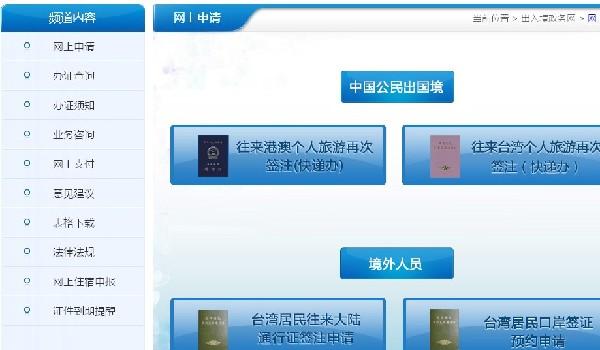 频道内容
网上申请
办证查询
办证须知
业务咨询
网上支付
意见建议
表格下载
法律法规
网上住宿申报
证件到期提醒
网上申请
当前位置 > 出入境政务网 > 网
中国公民出国境
往来港澳个人旅游再次
签注(快递办)
往来台湾个人旅游再次
签注（快递办）
境外人员
台湾居民往来大陆
通行证签注申请
台湾居民口岸签证
预约申请